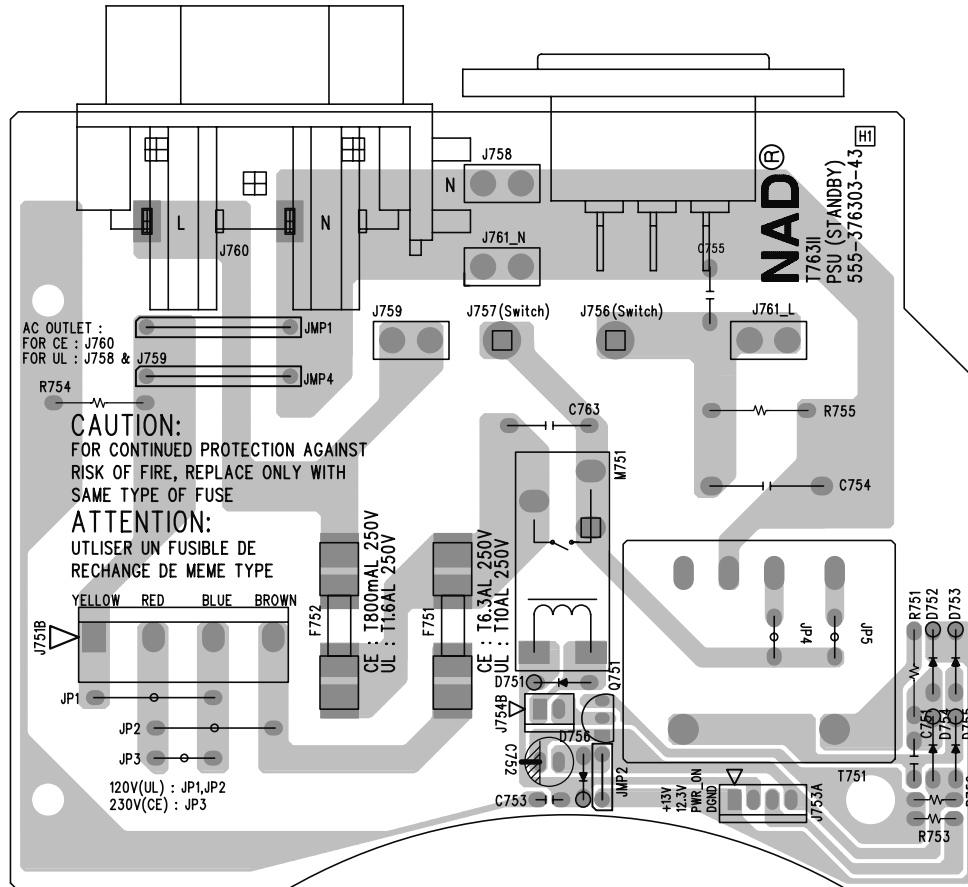 H1
NAD®
T763II
PSU (STANDBY)
555-376303-43
J758
N
L
N
J760
J761_N
C755
J759
J757(Switch)
J756(Switch)
J761_L
AC OUTLET :
FOR CE : J760
FOR UL : J758 & J759
JMP1
JMP4
R754
CAUTION:
FOR CONTINUED PROTECTION AGAINST
RISK OF FIRE, REPLACE ONLY WITH
SAME TYPE OF FUSE
ATTENTION:
UTLISER UN FUSIBLE DE
RECHANGE DE MEME TYPE
C763
R755
M751
C754
YELLOW RED BLUE BROWN
J751B
F752
CE : T800mAL 250V
UL : T1.6AL 250V
F751
CE : T6.3AL 250V
UL : T10AL 250V
JP4
JP5
R751
D752
D753
JP1
JP2
JP3
120V(UL) : JP1,JP2
230V(CE) : JP3
D751
Q751
J754B
D756
C752
C753
JMP2
+13V
12.3V
PWR_ON
DGND
J753A
T751
C751
D754
D755
R753